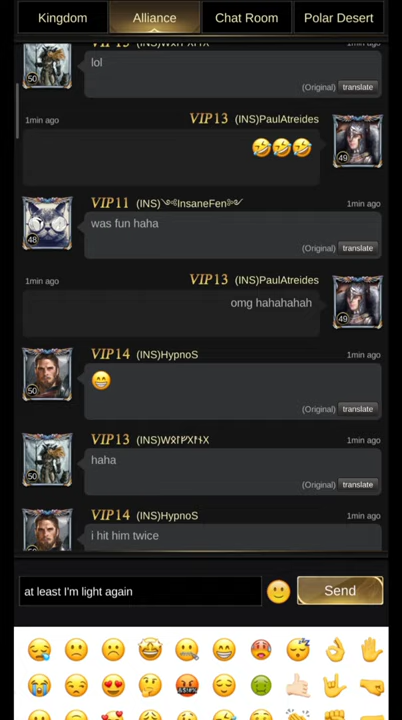 Kingdom
Alliance
Chat Room
Polar Desert
1min ago
50
lol
(Original) translate
1min ago VIP13 (INS)PaulAtreides
🤣🤣🤣
49
VIP11 (INS)༺InsaneFen༻ 1min ago
was fun haha
48
(Original) translate
1min ago VIP13 (INS)PaulAtreides
omg hahahahah
49
VIP14 (INS)HypnoS 1min ago
😁
50
(Original) translate
VIP13 1min ago
haha
50
(Original) translate
VIP14 (INS)HypnoS 1min ago
i hit him twice
at least I'm light again
Send